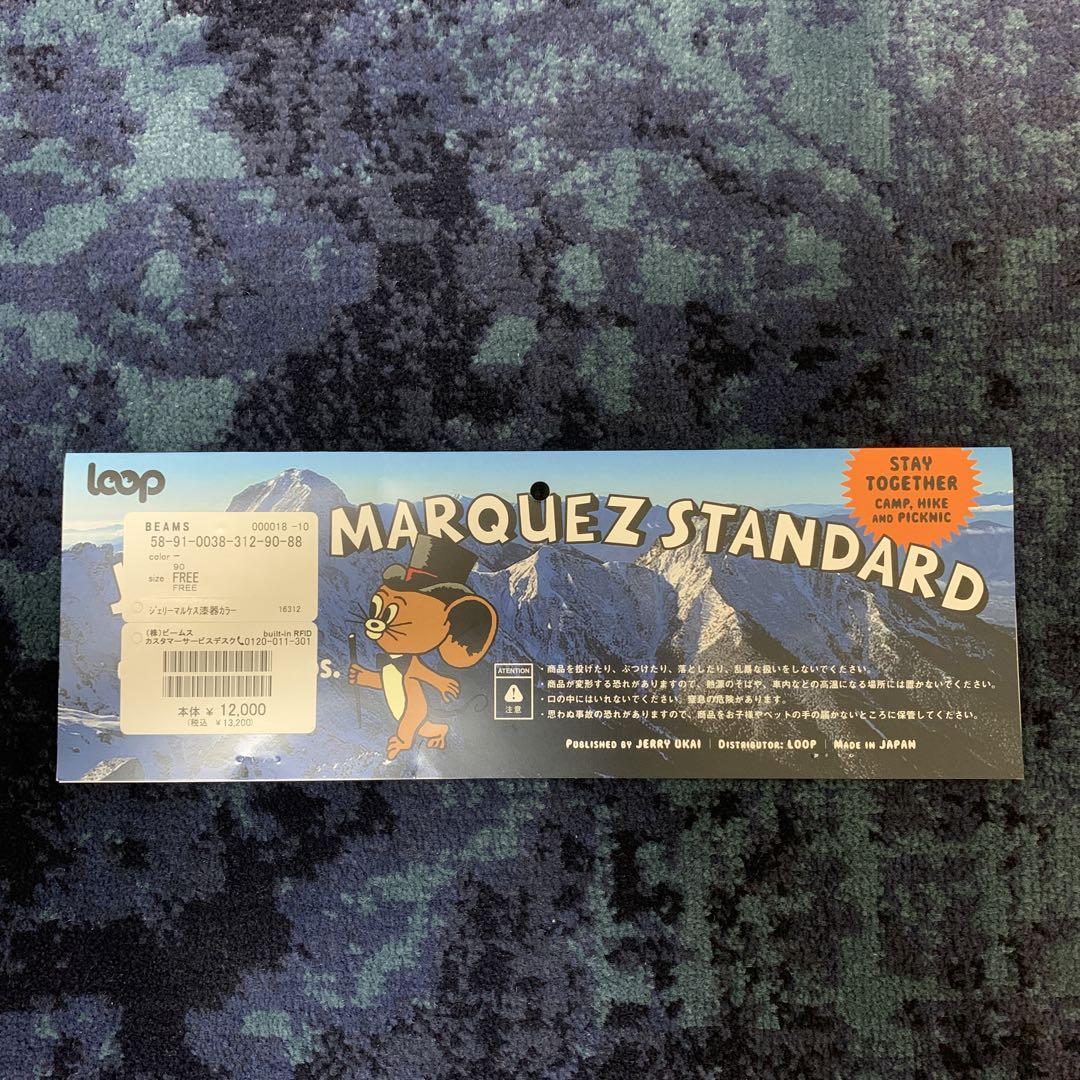 loop
STAY
TOGETHER
CAMP, HIKE
AND PICKNIC
MARQUEZ STANDARD
BEAMS 000018 -10
58-91-0038-312-90-88
color -
90
size FREE
FREE
ｼﾞｪﾘｰﾏﾙｹｽ漆器ｶﾗｰ 16312
(株)ビームス built-in RFID
カスタマーサービスデスク 0120-011-301
本体 ¥ 12,000
(税込 ¥ 13,200)
S.
ATENTION
注意
・商品を投げたり、ぶつけたり、落としたり、乱暴な扱いをしないでください。
・商品が変形する恐れがありますので、熱源のそばや、車内などの高温になる場所には置かないでください。
・口の中にはいれないでください。窒息の危険があります。
・思わぬ事故の恐れがありますので、商品をお子様やペットの手の届かないところに保管してください。
PUBLISHED BY JERRY UKAI | DISTRIBUTOR: LOOP | MADE IN JAPAN